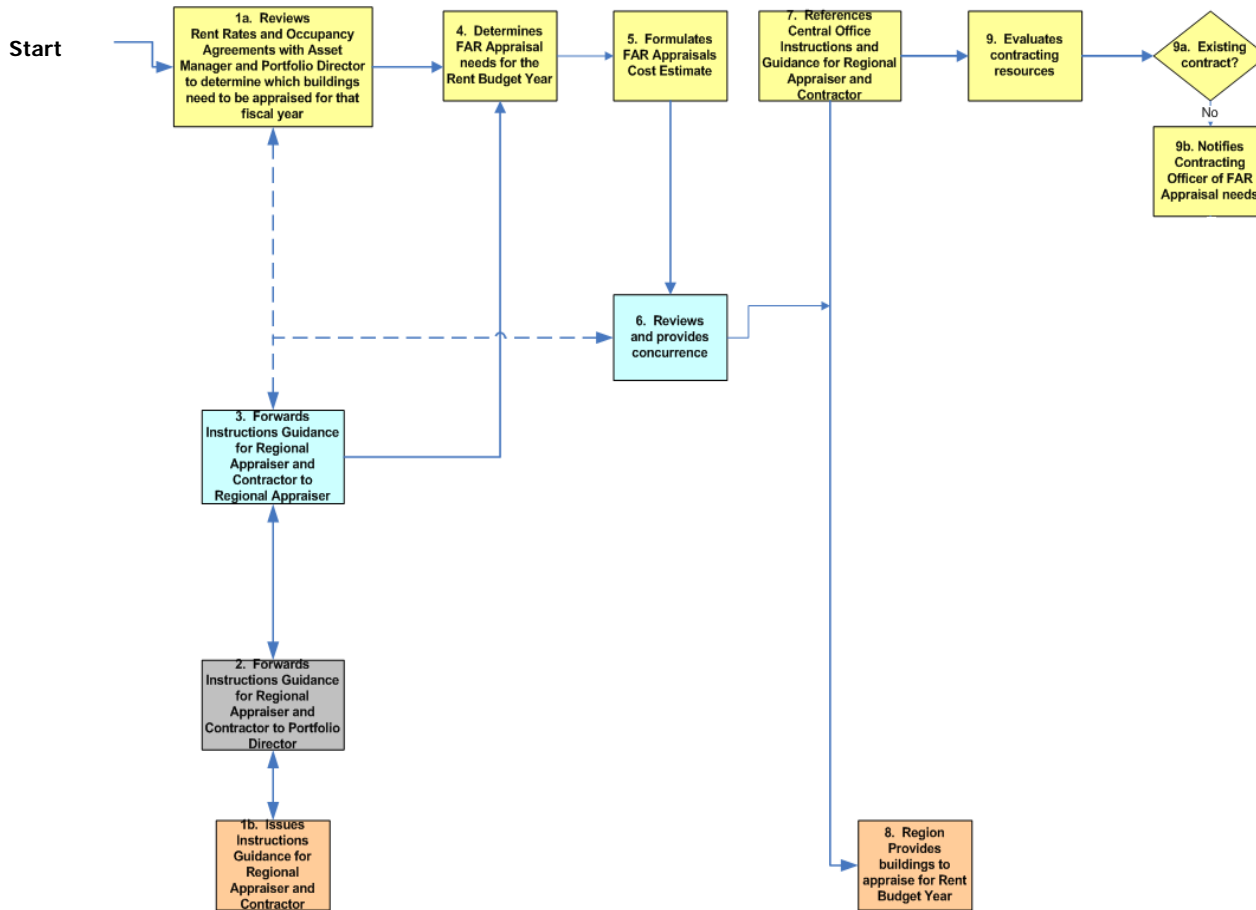 Start
1a. Reviews
Rent Rates and Occupancy
Agreements with Asset
Manager and Portfolio Director
to determine which buildings
need to be appraised for that
fiscal year
4. Determines
FAR Appraisal
needs for the
Rent Budget Year
5. Formulates
FAR Appraisals
Cost Estimate
7. References
Central Office
Instructions and
Guidance for Regional
Appraiser and
Contractor
9. Evaluates
contracting
resources
9a. Existing
contract?
No
9b. Notifies
Contracting
Officer of FAR
Appraisal needs
6. Reviews
and provides
concurrence
3. Forwards
Instructions Guidance
for Regional
Appraiser and
Contractor to
Regional Appraiser
2. Forwards
Instructions Guidance
for Regional
Appraiser and
Contractor to Portfolio
Director
1b. Issues
Instructions
Guidance for
Regional
Appraiser and
Contractor
8. Region
Provides
buildings to
appraise for Rent
Budget Year